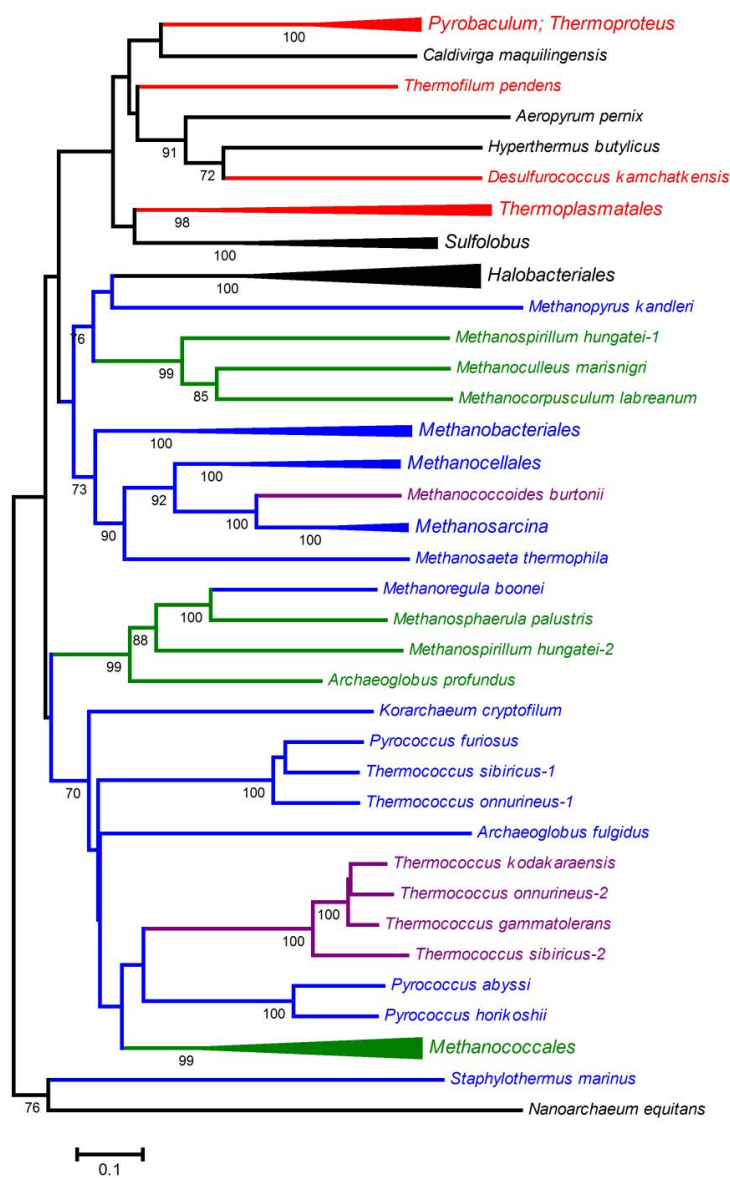 Pyrobaculum; Thermoproteus
100
Caldivirga maquilingensis
Thermofilum pendens
Aeropyrum pernix
91
Hyperthermus butylicus
72
Desulfurococcus kamchatkensis
Thermoplasmatales
98
Sulfolobus
100
Halobacteriales
100
Methanopyrus kandleri
76
Methanospirillum hungatei-1
99
Methanoculleus marisnigri
85
Methanocorpusculum labreanum
Methanobacteriales
100
Methanocellales
100
73
92
Methanococcoides burtonii
100
Methanosarcina
90
100
Methanosaeta thermophila
Methanoregula boonei
100
Methanosphaerula palustris
88
Methanospirillum hungatei-2
99
Archaeoglobus profundus
Korarchaeum cryptofilum
Pyrococcus furiosus
Thermococcus sibiricus-1
70
100
Thermococcus onnurineus-1
Archaeoglobus fulgidus
Thermococcus kodakaraensis
Thermococcus onnurineus-2
100
Thermococcus gammatolerans
100
Thermococcus sibiricus-2
Pyrococcus abyssi
100
Pyrococcus horikoshii
Methanococcales
99
Staphylothermus marinus
76
Nanoarchaeum equitans
0.1